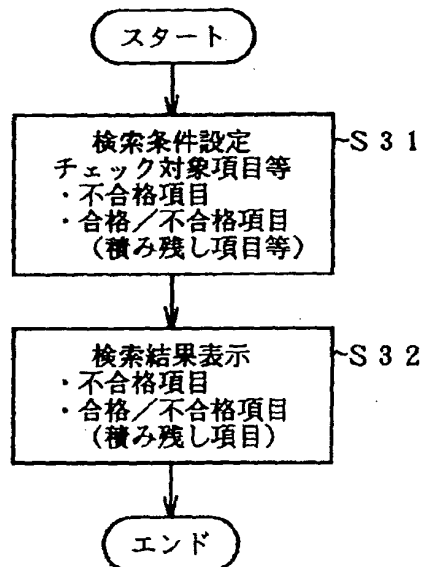 スタート
検索条件設定 ~S31
チェック対象項目等
・不合格項目
・合格／不合格項目
（積み残し項目等）
検索結果表示 ~S32
・不合格項目
・合格／不合格項目
（積み残し項目）
エンド